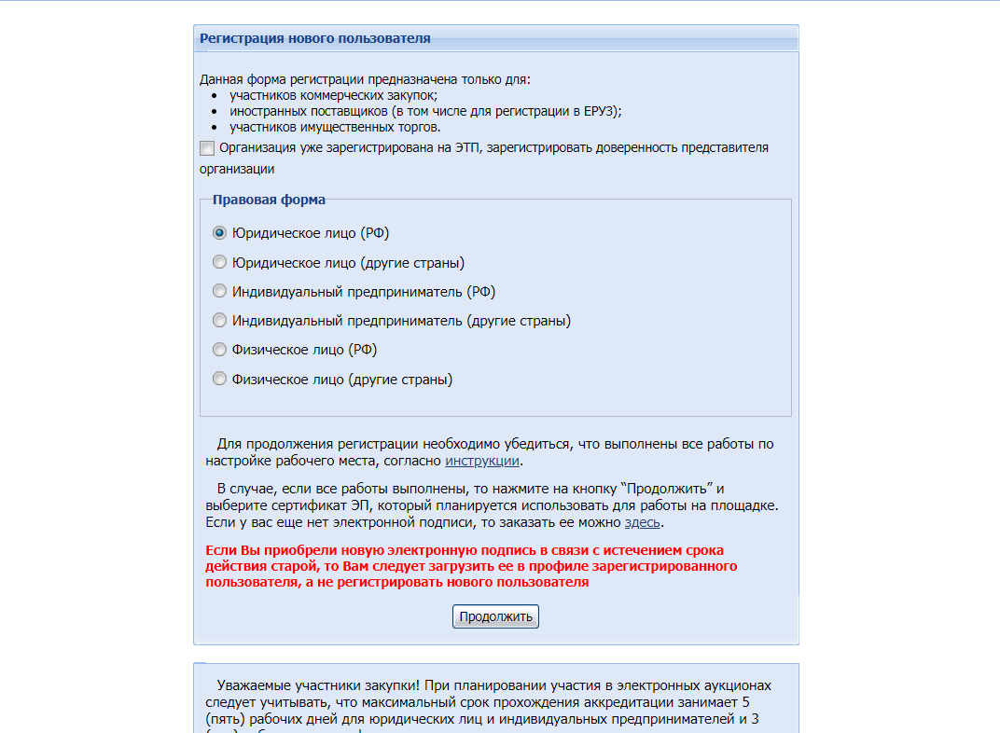 Регистрация нового пользователя
Данная форма регистрации предназначена только для:
• участников коммерческих закупок;
• иностранных поставщиков (в том числе для регистрации в ЕРУЗ);
• участников имущественных торгов.
Организация уже зарегистрирована на ЭТП, зарегистрировать доверенность представителя
организации
Правовая форма
Юридическое лицо (РФ)
Юридическое лицо (другие страны)
Индивидуальный предприниматель (РФ)
Индивидуальный предприниматель (другие страны)
Физическое лицо (РФ)
Физическое лицо (другие страны)
Для продолжения регистрации необходимо убедиться, что выполнены все работы по
настройке рабочего места, согласно инструкции.
В случае, если все работы выполнены, то нажмите на кнопку “Продолжить” и
выберите сертификат ЭП, который планируется использовать для работы на площадке.
Если у вас еще нет электронной подписи, то заказать ее можно здесь.
Если Вы приобрели новую электронную подпись в связи с истечением срока
действия старой, то Вам следует загрузить ее в профиле зарегистрированного
пользователя, а не регистрировать нового пользователя
Продолжить
Уважаемые участники закупки! При планировании участия в электронных аукционах
следует учитывать, что максимальный срок прохождения аккредитации занимает 5
(пять) рабочих дней для юридических лиц и индивидуальных предпринимателей и 3